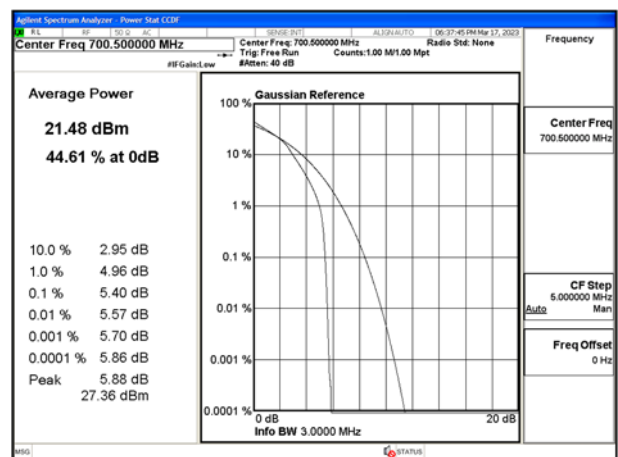 Agilent Spectrum Analyzer - Power Stat CCDF
RL RF 50 Ω AC SENSE:INT ALIGN AUTO 06:37:45 PM Mar 17, 2023
Center Freq 700.500000 MHz
Center Freq: 700.500000 MHz Radio Std: None
Trig: Free Run Counts:1.00 M/1.00 Mpt
#IFGain:Low #Atten: 40 dB
Frequency
Average Power
21.48 dBm
44.61 % at 0dB
10.0 % 2.95 dB
1.0 % 4.96 dB
0.1 % 5.40 dB
0.01 % 5.57 dB
0.001 % 5.70 dB
0.0001 % 5.86 dB
Peak 5.88 dB
27.36 dBm
Gaussian Reference
100 %
10 %
1 %
0.1 %
0.01 %
0.001 %
0.0001 %
0 dB 20 dB
Info BW 3.0000 MHz
Center Freq
700.500000 MHz
CF Step
5.000000 MHz
Auto Man
Freq Offset
0 Hz
MSG STATUS